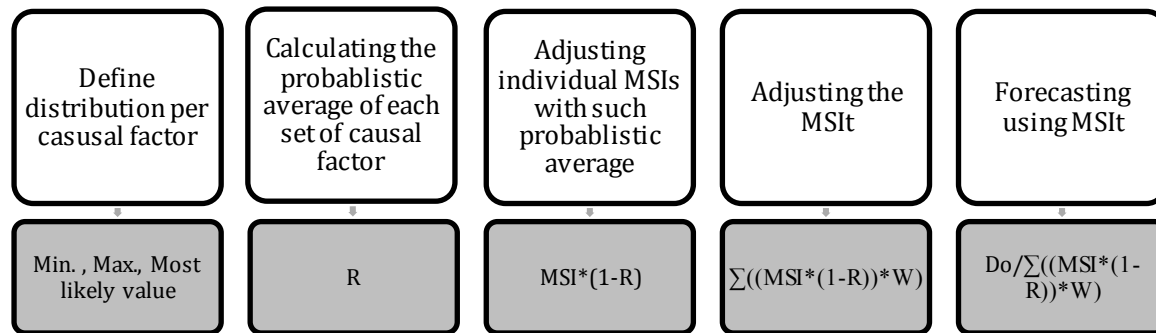 Define
distribution per
casusal factor
Calculating the
probablistic
average of each
set of causal
factor
Adjusting
individual MSIs
with such
probablistic
average
Adjusting the
MSIt
Forecasting
using MSIt
Min. , Max., Most
likely value
R
MSI*(1-R)
∑((MSI*(1-R))*W)
Do/∑((MSI*(1-
R))*W)